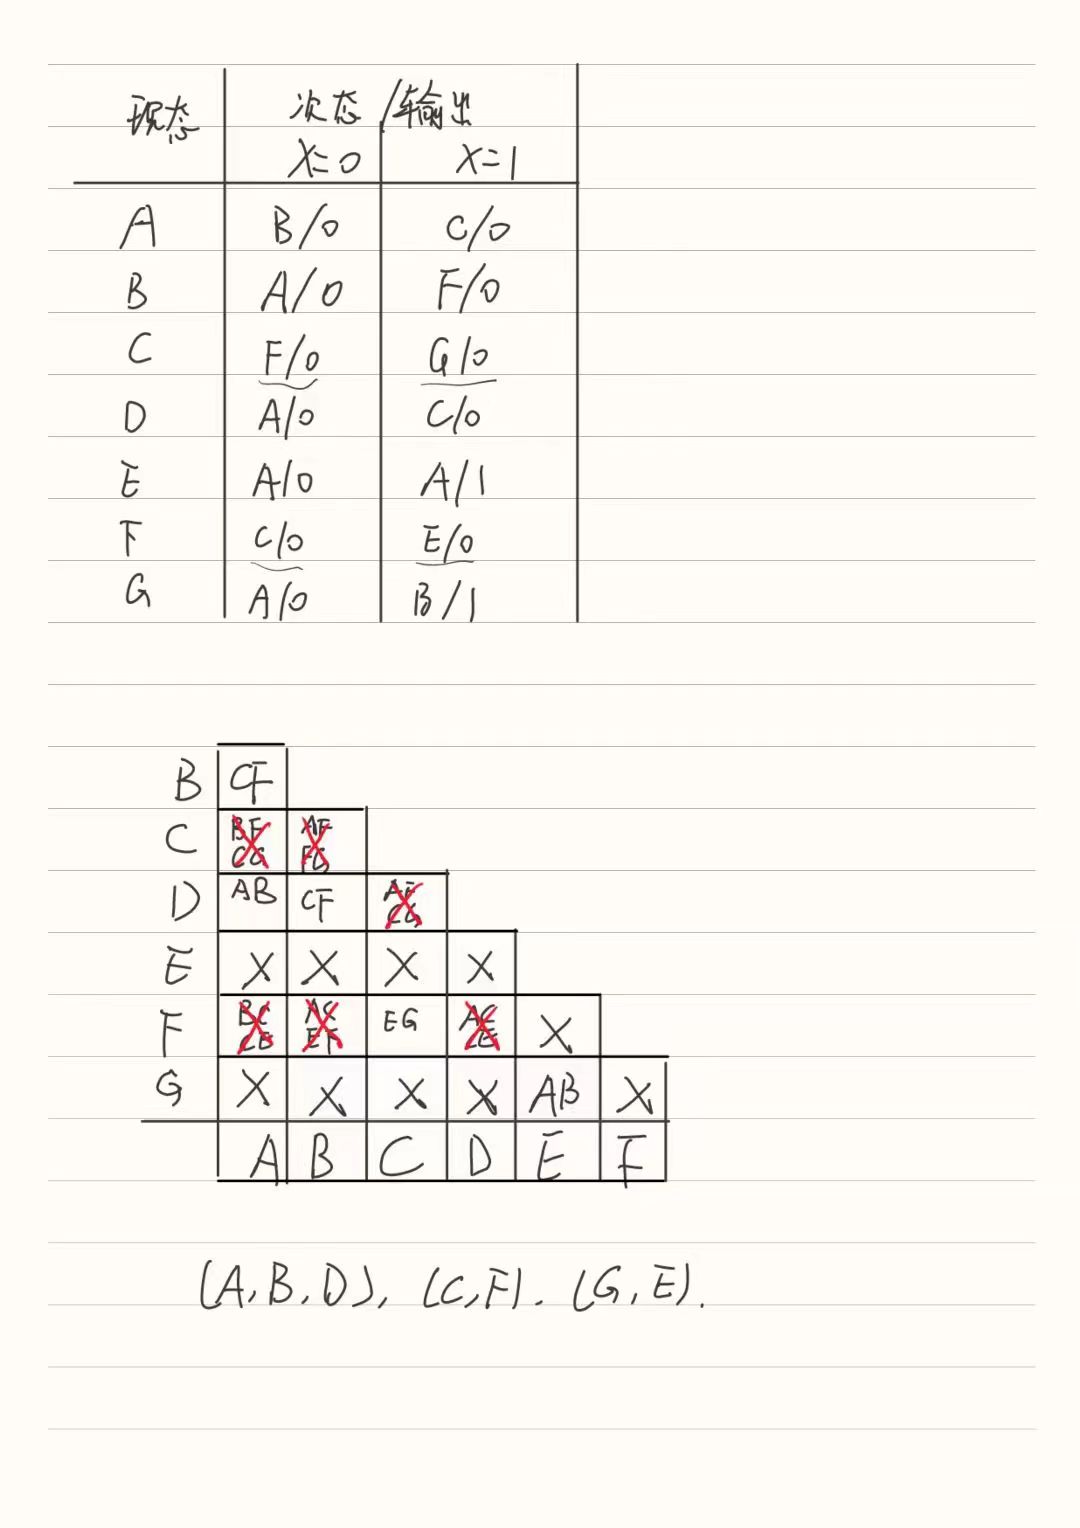 现态 次态/输出
X=0 X=1
A B/0 C/0
B A/0 F/0
C F/0 G/0
D A/0 C/0
E A/0 A/1
F C/0 E/0
G A/0 B/1
B CF
C BF AF
CG FG
D AB CF AF
CG
E X X X X
F BC AC EG AC X
CE EF CE
G X X X X AB X
A B C D E F
(A,B,D), (C,F). (G,E).